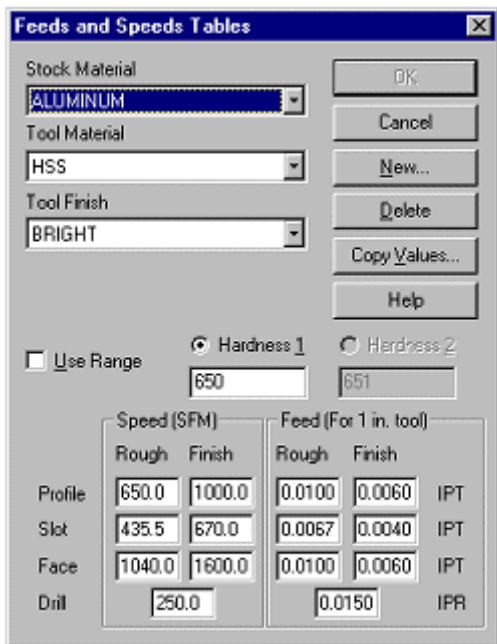 Feeds and Speeds Tables
Stock Material
ALUMINUM
OK
Tool Material
Cancel
HSS
New...
Tool Finish
Delete
BRIGHT
Copy Values...
Help
Use Range
Hardness 1
Hardness 2
650
651
Speed (SFM)
Feed (For 1 in. tool)
Rough Finish Rough Finish
Profile 650.0 1000.0 0.0100 0.0060 IPT
Slot 435.5 670.0 0.0067 0.0040 IPT
Face 1040.0 1600.0 0.0100 0.0060 IPT
Drill 250.0 0.0150 IPR